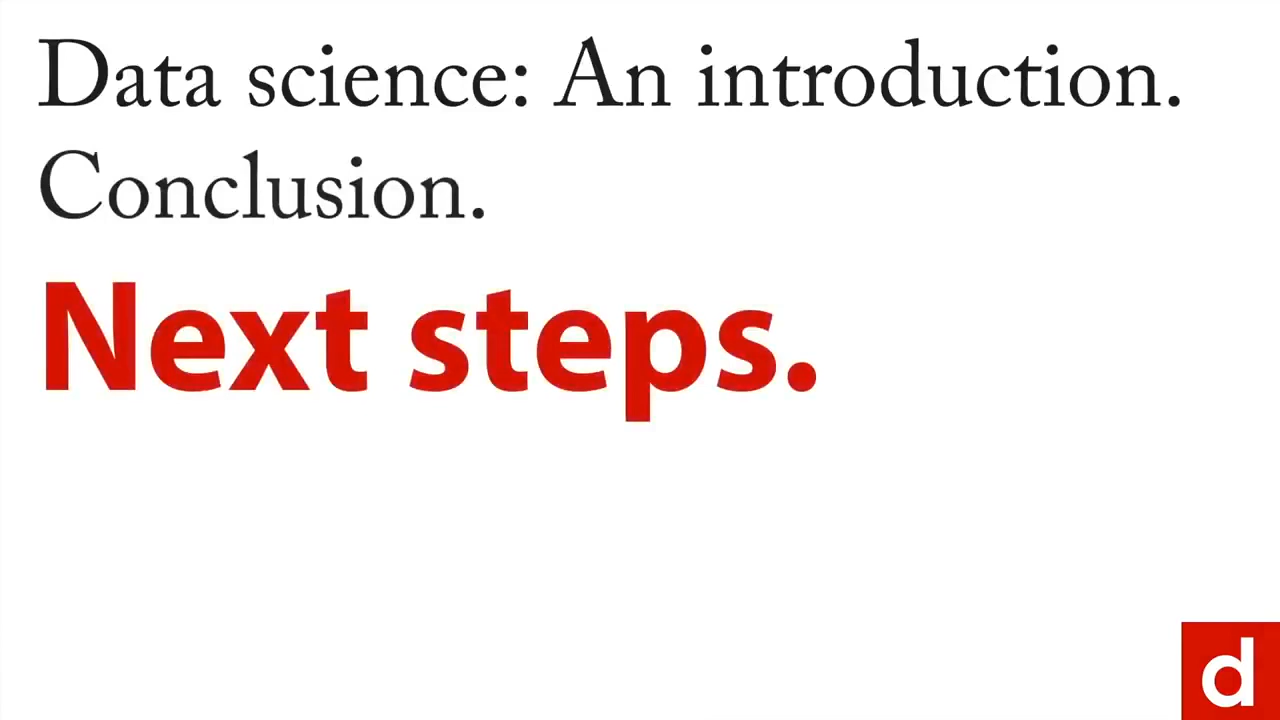 Data science: An introduction.
Conclusion.
Next steps.
d